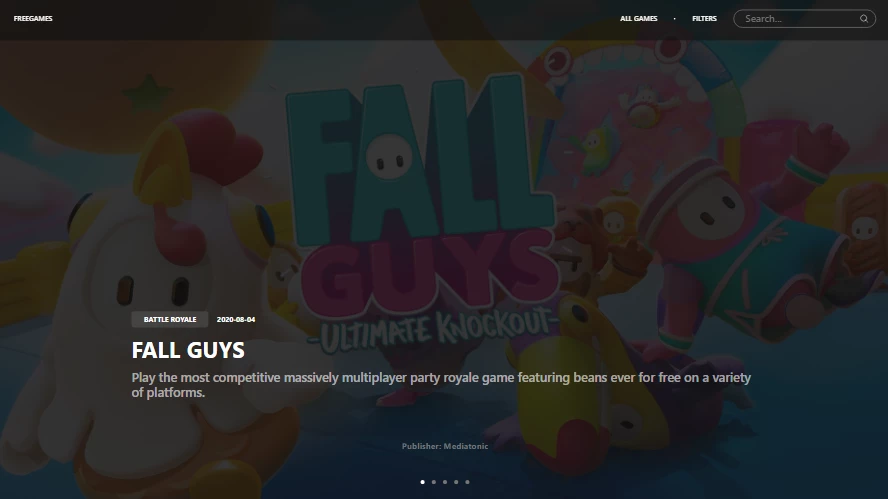 FREEGAMES
ALL GAMES
FILTERS
Search...
FALL
GUYS
-ULTIMATE KNOCKOUT-
BATTLE ROYALE 2020-08-04
FALL GUYS
Play the most competitive massively multiplayer party royale game featuring beans ever for free on a variety
of platforms.
Publisher: Mediatonic